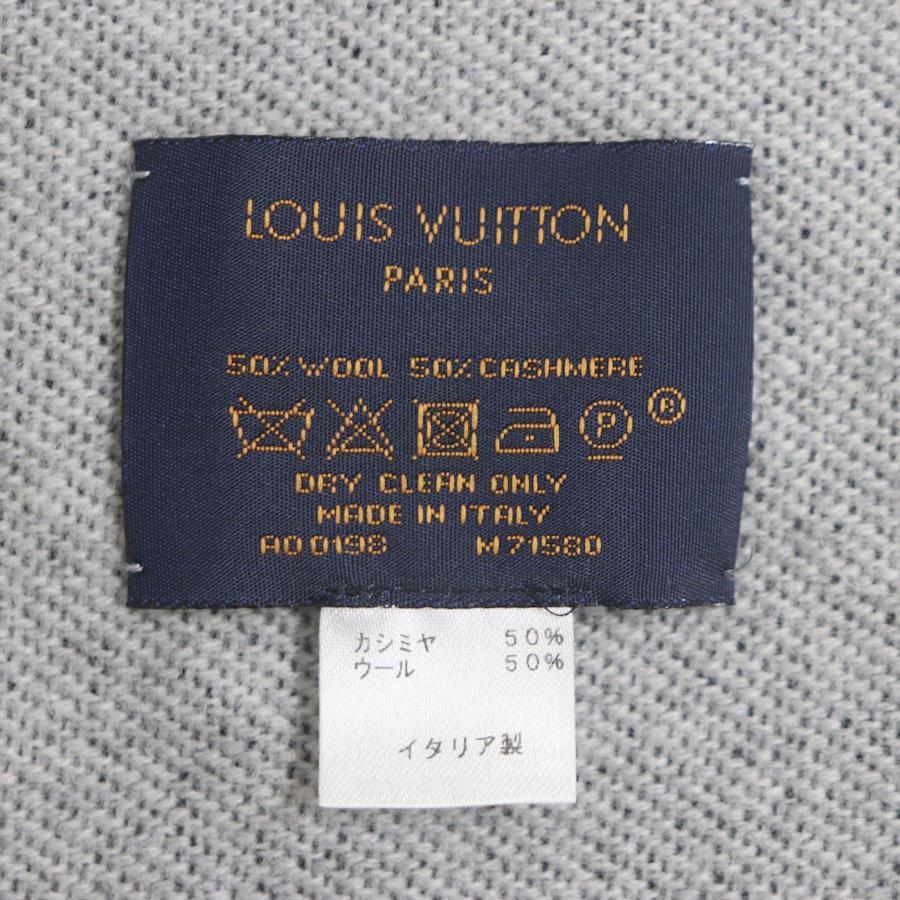 LOUIS VUITTON
PARIS
50% WOOL 50% CASHMERE
P ®
DRY CLEAN ONLY
MADE IN ITALY
AO 0198 M71580
カシミヤ 50%
ウール 50%
イタリア製